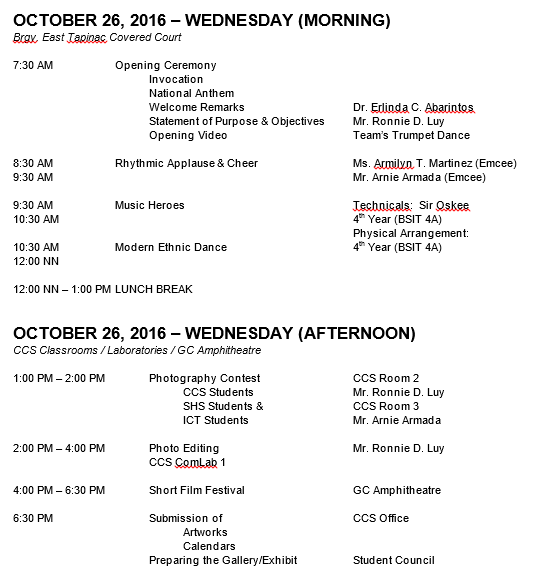 OCTOBER 26, 2016 – WEDNESDAY (MORNING)
Brgy. East Tapinac Covered Court
7:30 AM Opening Ceremony
Invocation
National Anthem
Welcome Remarks Dr. Erlinda C. Abarintos
Statement of Purpose & Objectives Mr. Ronnie D. Luy
Opening Video Team's Trumpet Dance
8:30 AM Rhythmic Applause & Cheer Ms. Armilyn T. Martinez (Emcee)
9:30 AM Mr. Arnie Armada (Emcee)
9:30 AM Music Heroes Technicals: Sir Oskee
10:30 AM 4th Year (BSIT 4A)
Physical Arrangement:
10:30 AM Modern Ethnic Dance 4th Year (BSIT 4A)
12:00 NN
12:00 NN – 1:00 PM LUNCH BREAK
OCTOBER 26, 2016 – WEDNESDAY (AFTERNOON)
CCS Classrooms / Laboratories / GC Amphitheatre
1:00 PM – 2:00 PM Photography Contest CCS Room 2
CCS Students Mr. Ronnie D. Luy
SHS Students & CCS Room 3
ICT Students Mr. Arnie Armada
2:00 PM – 4:00 PM Photo Editing Mr. Ronnie D. Luy
CCS ComLab 1
4:00 PM – 6:30 PM Short Film Festival GC Amphitheatre
6:30 PM Submission of CCS Office
Artworks
Calendars
Preparing the Gallery/Exhibit Student Council